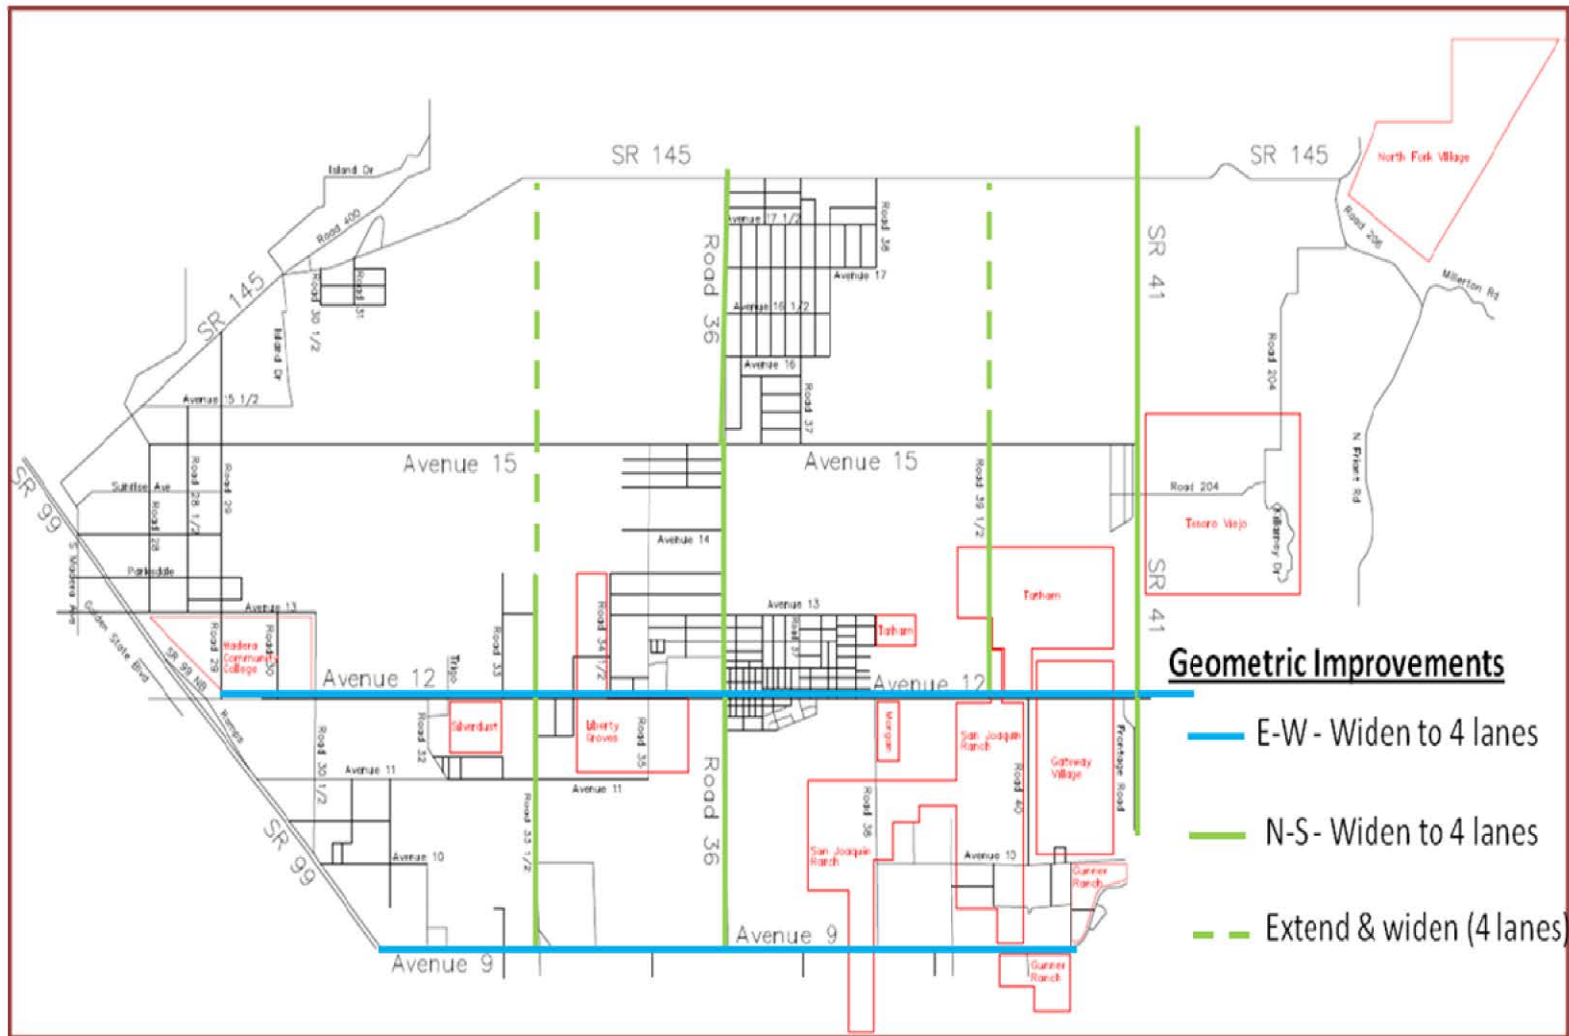 SR 145
SR 145
North Fork Village
Island Dr
Road 400
Avenue 17 1/2
Road 38
Road 206
SR 41
Road 36
Avenue 17
Millerton Rd
SR 145
Road 30 1/2
Road 31
Avenue 16 1/2
Island Dr
Road 204
Avenue 16
Avenue 15 1/2
Road 37
N Friant Rd
Avenue 15
Avenue 15
SR 99
Road 28 1/2
Road 29
Road 39 1/2
Sunrise Ave
Road 204
Road 28
Tesoro Viejo
Killarney Dr
Avenue 14
S Madera Ave
Parksdale
SR 41
Tatham
Golden State Blvd
Avenue 13
Avenue 13
Road 34 1/2
Road 37
Tatham
Road 29
Road 30
Madera
Community
College
SR 99 NB
Ramps
Trigo
Road 33
Geometric Improvements
Avenue 12
Avenue 12
Silverdust
Liberty
Groves
Road 35
Morgan
San Joaquin
Ranch
E-W - Widen to 4 lanes
Road 32
Road 30 1/2
Gateway
Village
Frontage Road
Avenue 11
Avenue 11
Road 36
Road 38
Road 40
SR 99
Road 33 1/2
N-S - Widen to 4 lanes
Avenue 10
San Joaquin
Ranch
Avenue 10
Gunner
Ranch
Extend & widen (4 lanes)
Avenue 9
Avenue 9
Gunner
Ranch